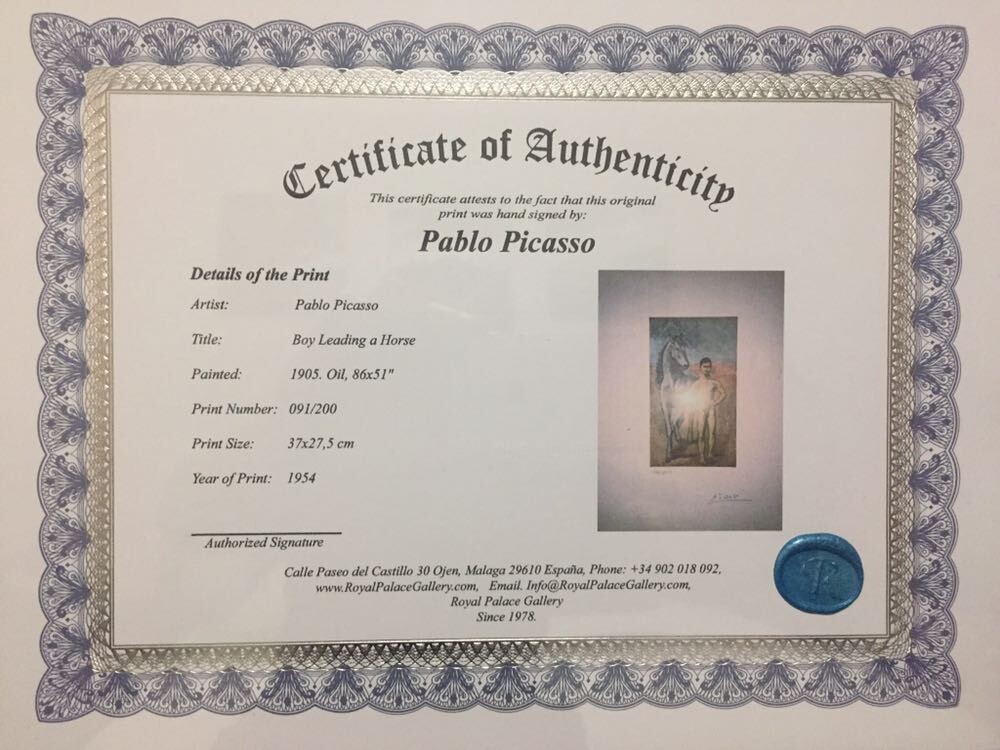 Certificate of Authenticity
This certificate attests to the fact that this original
print was hand signed by:
Pablo Picasso
Details of the Print
Artist: Pablo Picasso
Title: Boy Leading a Horse
Painted: 1905. Oil, 86x51"
Print Number: 091/200
Print Size: 37x27,5 cm
Year of Print: 1954
Authorized Signature
Calle Paseo del Castillo 30 Ojen, Malaga 29610 España, Phone: +34 902 018 092,
www.RoyalPalaceGallery.com, Email. Info@RoyalPalaceGallery.com,
Royal Palace Gallery
Since 1978.